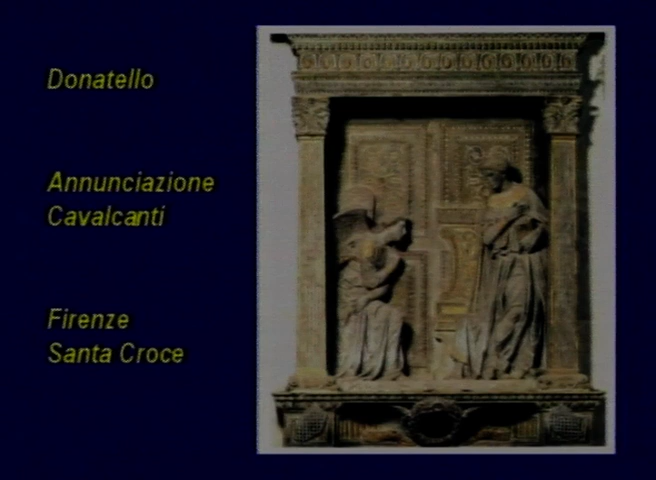 Donatello
Annunciazione
Cavalcanti
Firenze
Santa Croce